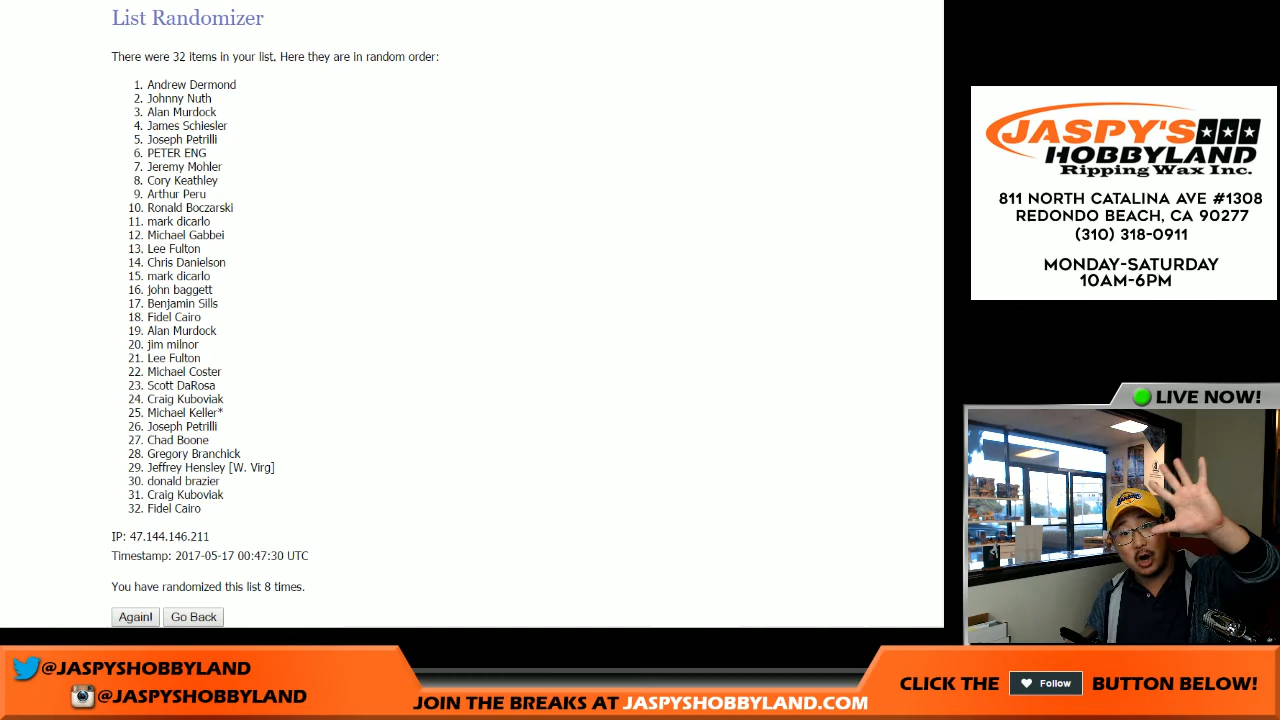 List Randomizer
There were 32 items in your list. Here they are in random order:
1. Andrew Dermond
2. Johnny Nuth
3. Alan Murdock
4. James Schiesler
5. Joseph Petrilli
6. PETER ENG
7. Jeremy Mohler
8. Cory Keathley
9. Arthur Peru
10. Ronald Boczarski
11. mark dicarlo
12. Michael Gabbei
13. Lee Fulton
14. Chris Danielson
15. mark dicarlo
16. john baggett
17. Benjamin Sills
18. Fidel Cairo
19. Alan Murdock
20. jim milnor
21. Lee Fulton
22. Michael Coster
23. Scott DaRosa
24. Craig Kuboviak
25. Michael Keller*
26. Joseph Petrilli
27. Chad Boone
28. Gregory Branchick
29. Jeffrey Hensley [W. Virg]
30. donald brazier
31. Craig Kuboviak
32. Fidel Cairo
IP: 47.144.146.211
Timestamp: 2017-05-17 00:47:30 UTC
You have randomized this list 8 times.
Again! Go Back
JASPY'S
HOBBYLAND
Ripping Wax Inc.
811 NORTH CATALINA AVE #1308
REDONDO BEACH, CA 90277
(310) 318-0911
MONDAY-SATURDAY
10AM-6PM
LIVE NOW!
@JASPYSHOBBYLAND
@JASPYSHOBBYLAND
JOIN THE BREAKS AT JASPYSHOBBYLAND.COM
CLICK THE Follow BUTTON BELOW!